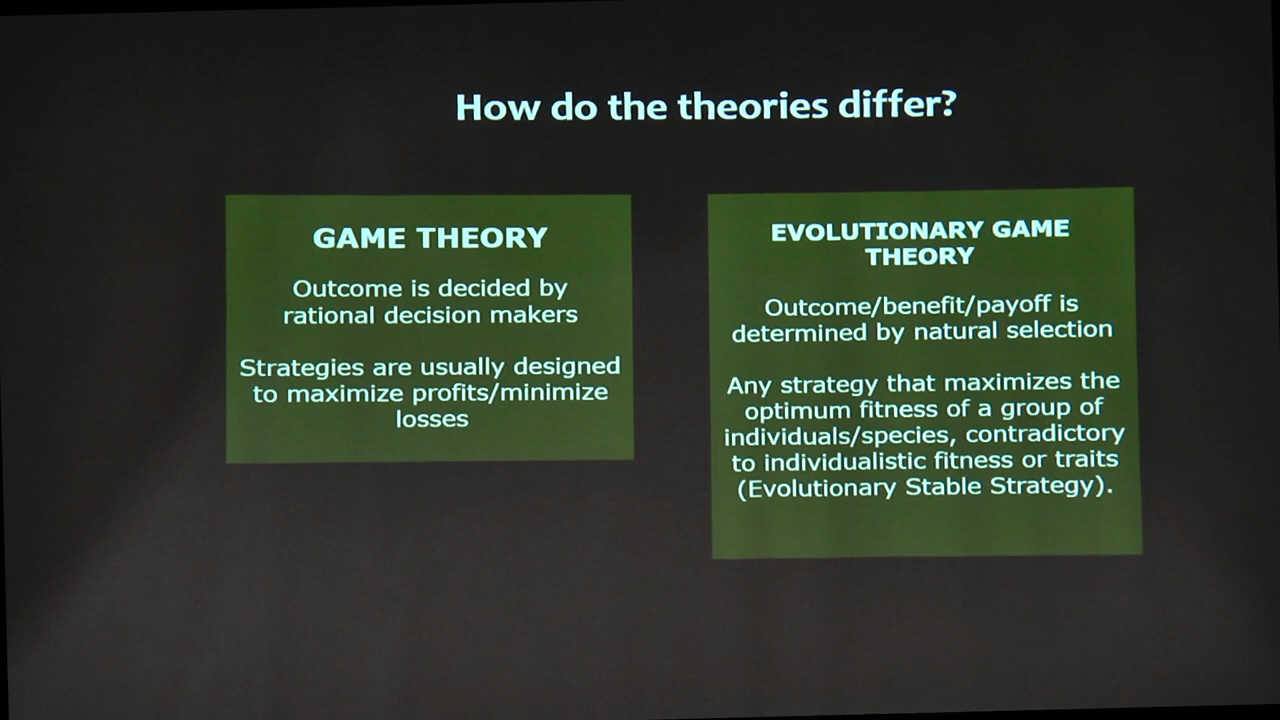 How do the theories differ?
GAME THEORY
Outcome is decided by
rational decision makers
Strategies are usually designed
to maximize profits/minimize
losses
EVOLUTIONARY GAME
THEORY
Outcome/benefit/payoff is
determined by natural selection
Any strategy that maximizes the
optimum fitness of a group of
individuals/species, contradictory
to individualistic fitness or traits
(Evolutionary Stable Strategy).